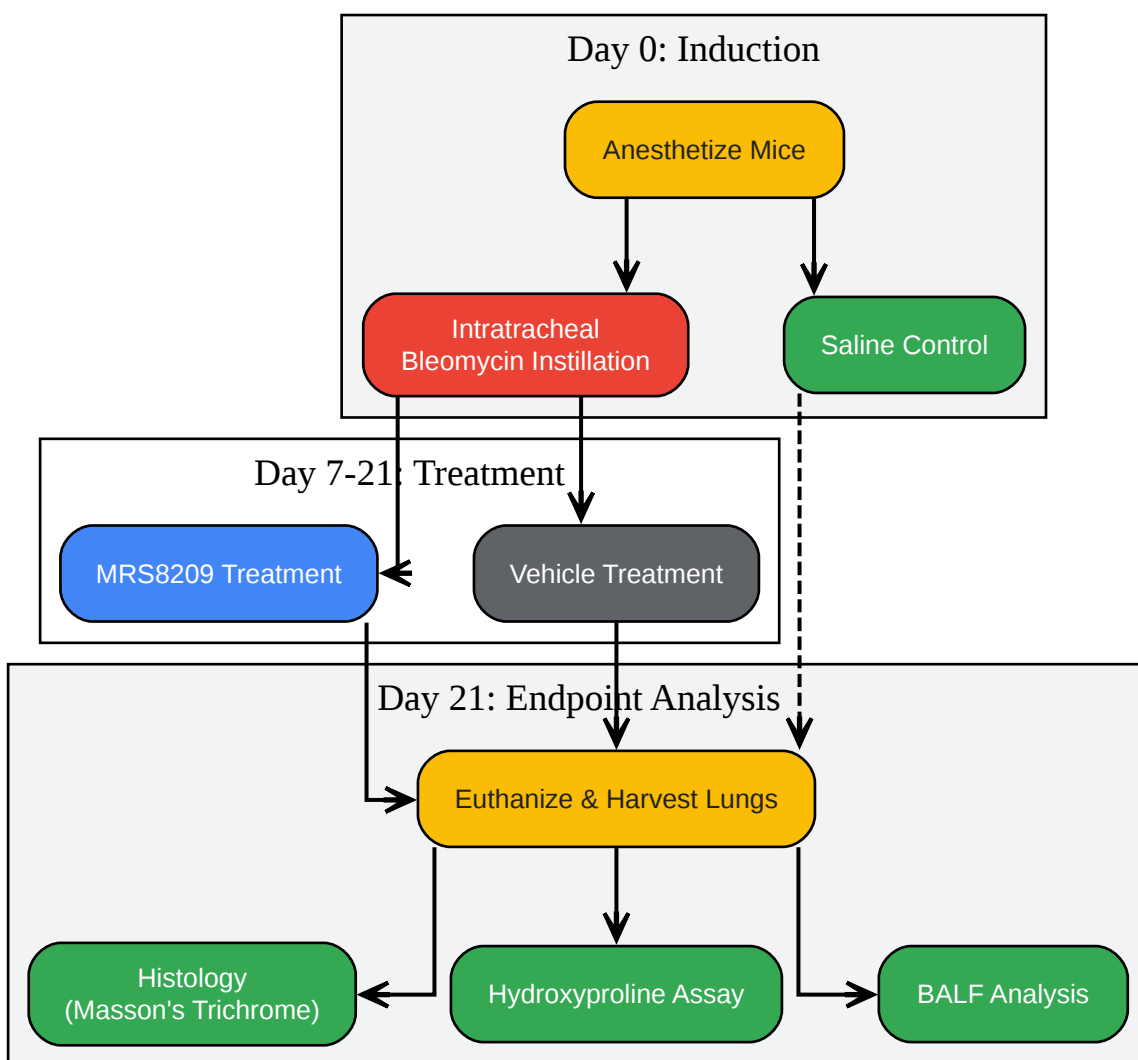 Day 0: Induction
Anesthetize Mice
Intratracheal
Bleomycin Instillation
Saline Control
Day 7-21: Treatment
MRS8209 Treatment
Vehicle Treatment
Day 21: Endpoint Analysis
Euthanize & Harvest Lungs
Histology
(Masson's Trichrome)
Hydroxyproline Assay
BALF Analysis